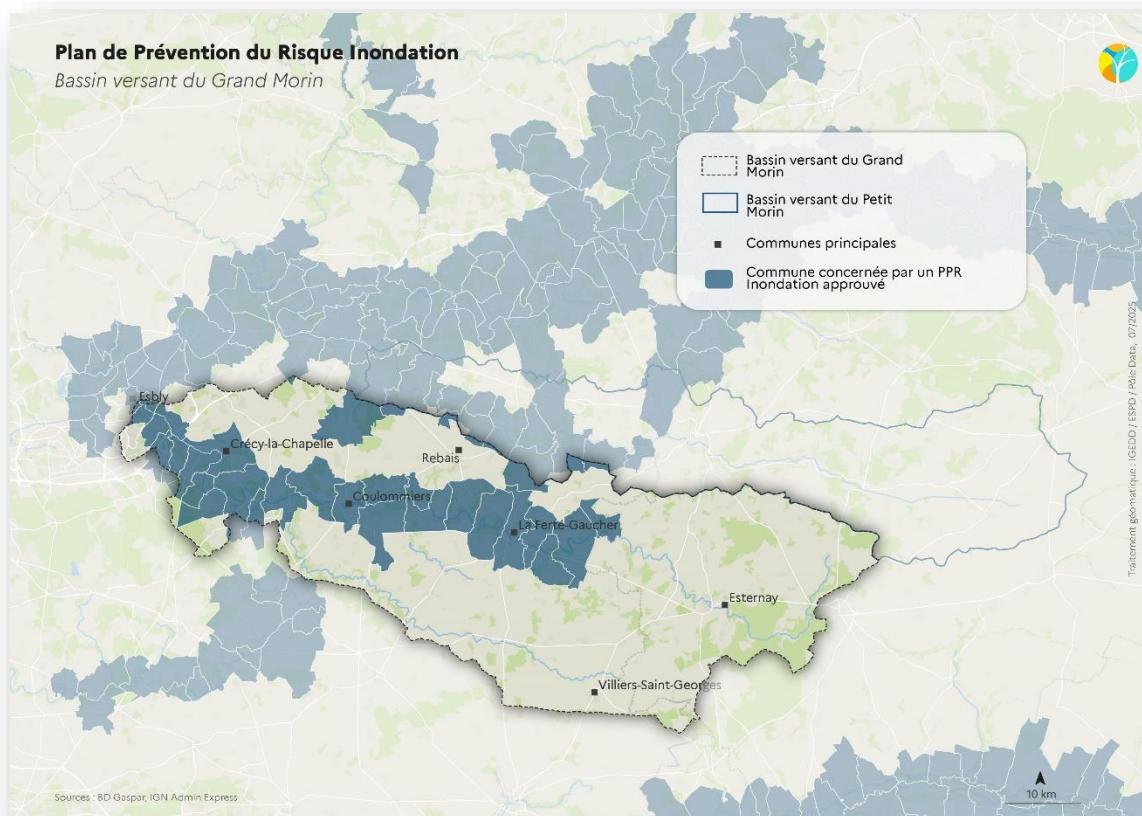 Plan de Prévention du Risque Inondation
Bassin versant du Grand Morin
Bassin versant du Grand
Morin
Bassin versant du Petit
Morin
Communes principales
Commune concernée par un PPR
Inondation approuvé
Esbly
Crécy-la-Chapelle
Rebais
Coulommiers
La Ferté-Gaucher
Esternay
Villiers-Saint-Georges
Traitement géomatique : IGEDD / ESPD / Pôle Data, 07/2025
Sources : BD Gaspar, IGN Admin Express
10 km